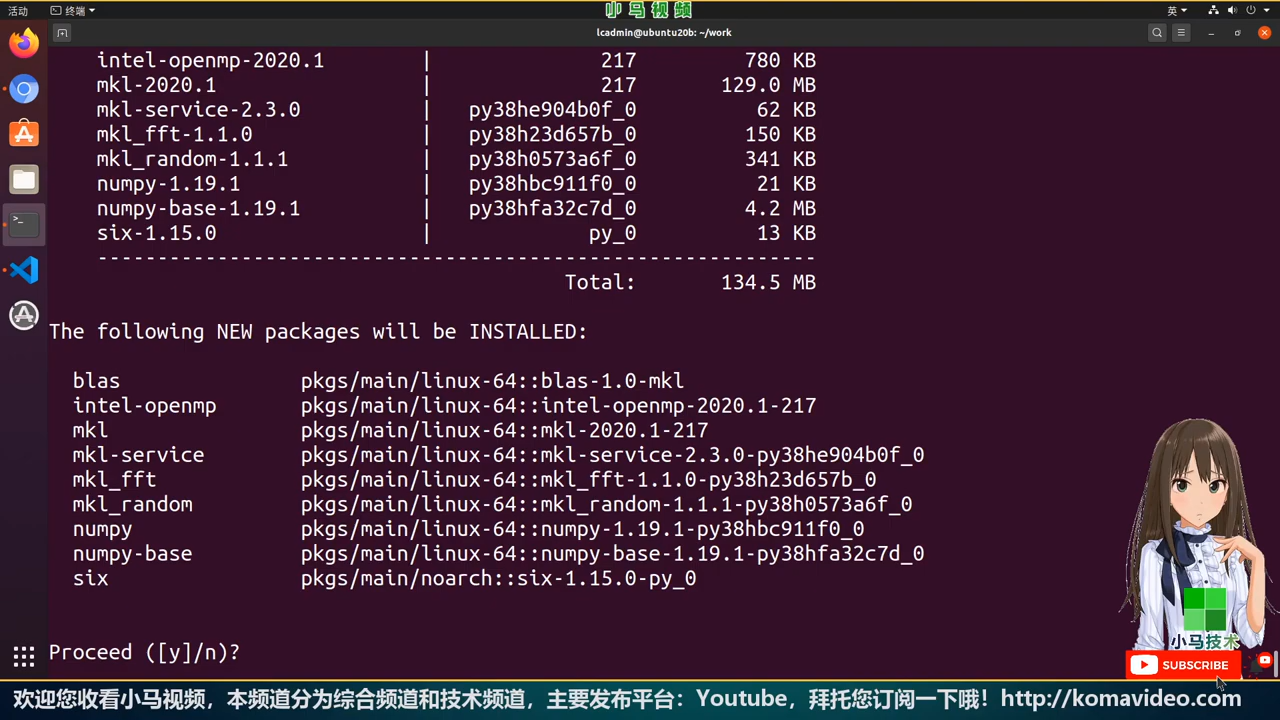 小马视频
活动
终端
英
lcadmin@ubuntu20b: ~/work
intel-openmp-2020.1 | 217 780 KB
mkl-2020.1 | 217 129.0 MB
mkl-service-2.3.0 | py38he904b0f_0 62 KB
mkl_fft-1.1.0 | py38h23d657b_0 150 KB
mkl_random-1.1.1 | py38h0573a6f_0 341 KB
numpy-1.19.1 | py38hbc911f0_0 21 KB
numpy-base-1.19.1 | py38hfa32c7d_0 4.2 MB
six-1.15.0 | py_0 13 KB
------------------------------------------------------------
Total: 134.5 MB
The following NEW packages will be INSTALLED:
blas pkgs/main/linux-64::blas-1.0-mkl
intel-openmp pkgs/main/linux-64::intel-openmp-2020.1-217
mkl pkgs/main/linux-64::mkl-2020.1-217
mkl-service pkgs/main/linux-64::mkl-service-2.3.0-py38he904b0f_0
mkl_fft pkgs/main/linux-64::mkl_fft-1.1.0-py38h23d657b_0
mkl_random pkgs/main/linux-64::mkl_random-1.1.1-py38h0573a6f_0
numpy pkgs/main/linux-64::numpy-1.19.1-py38hbc911f0_0
numpy-base pkgs/main/linux-64::numpy-base-1.19.1-py38hfa32c7d_0
six pkgs/main/noarch::six-1.15.0-py_0
Proceed ([y]/n)?
小马技术
SUBSCRIBE
欢迎您收看小马视频，本频道分为综合频道和技术频道，主要发布平台：Youtube，拜托您订阅一下哦！http://komavideo.com